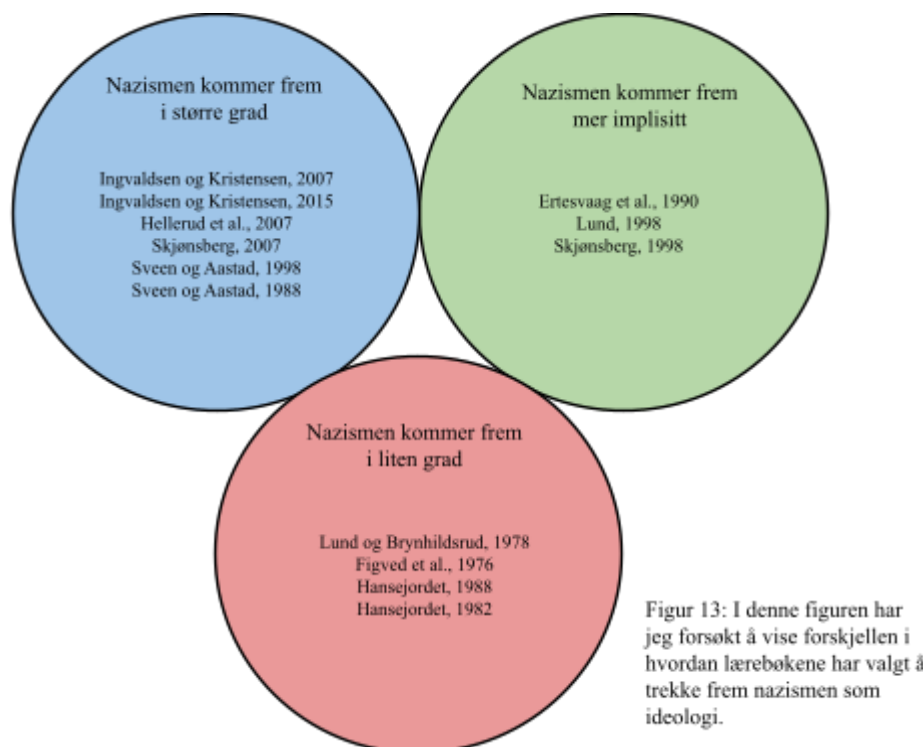 Nazismen kommer frem
i større grad
Ingvaldsen og Kristensen, 2007
Ingvaldsen og Kristensen, 2015
Hellerud et al., 2007
Skjønsberg, 2007
Sveen og Aastad, 1998
Sveen og Aastad, 1988
Nazismen kommer frem
mer implisitt
Ertesvaag et al., 1990
Lund, 1998
Skjønsberg, 1998
Nazismen kommer frem
i liten grad
Lund og Brynhildsrud, 1978
Figved et al., 1976
Hansejordet, 1988
Hansejordet, 1982
Figur 13: I denne figuren har
jeg forsøkt å vise forskjellen i
hvordan lærebøkene har valgt å
trekke frem nazismen som
ideologi.